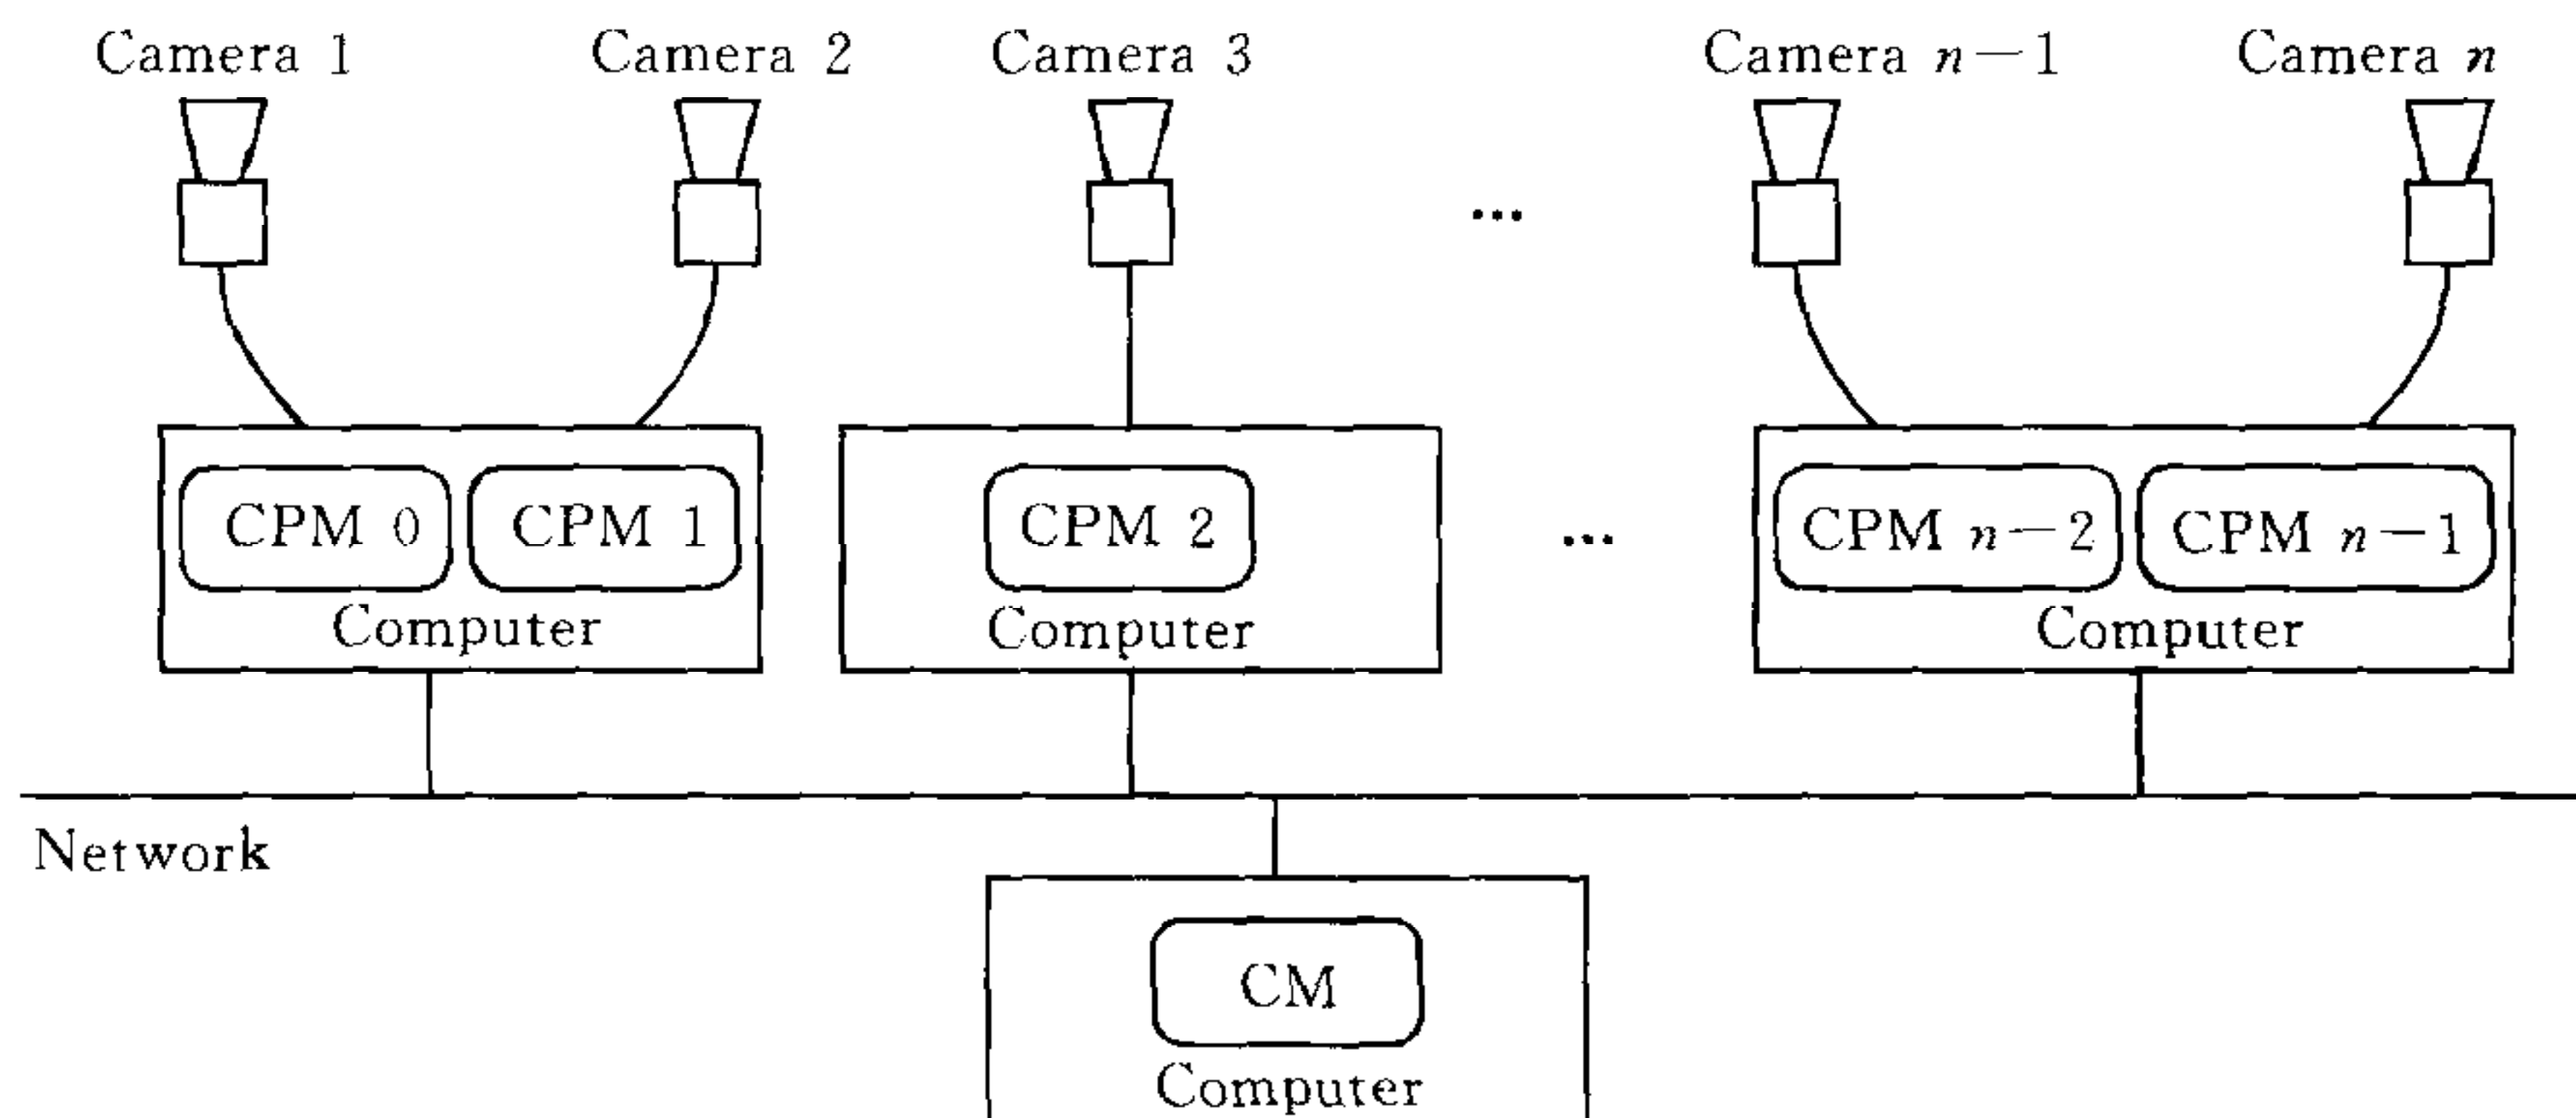 Camera 1 Camera 2 Camera 3 Camera n−1 Camera n
... 
CPM 0 CPM 1 CPM 2 ... CPM n−2 CPM n−1
Computer Computer Computer
Network
CM
Computer